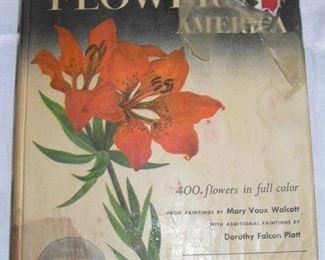 FLOWERS
AMERICA
400 flowers in full color
FROM PAINTINGS BY Mary Vaux Walcott
WITH ADDITIONAL PAINTINGS BY
Dorothy Falcon Platt